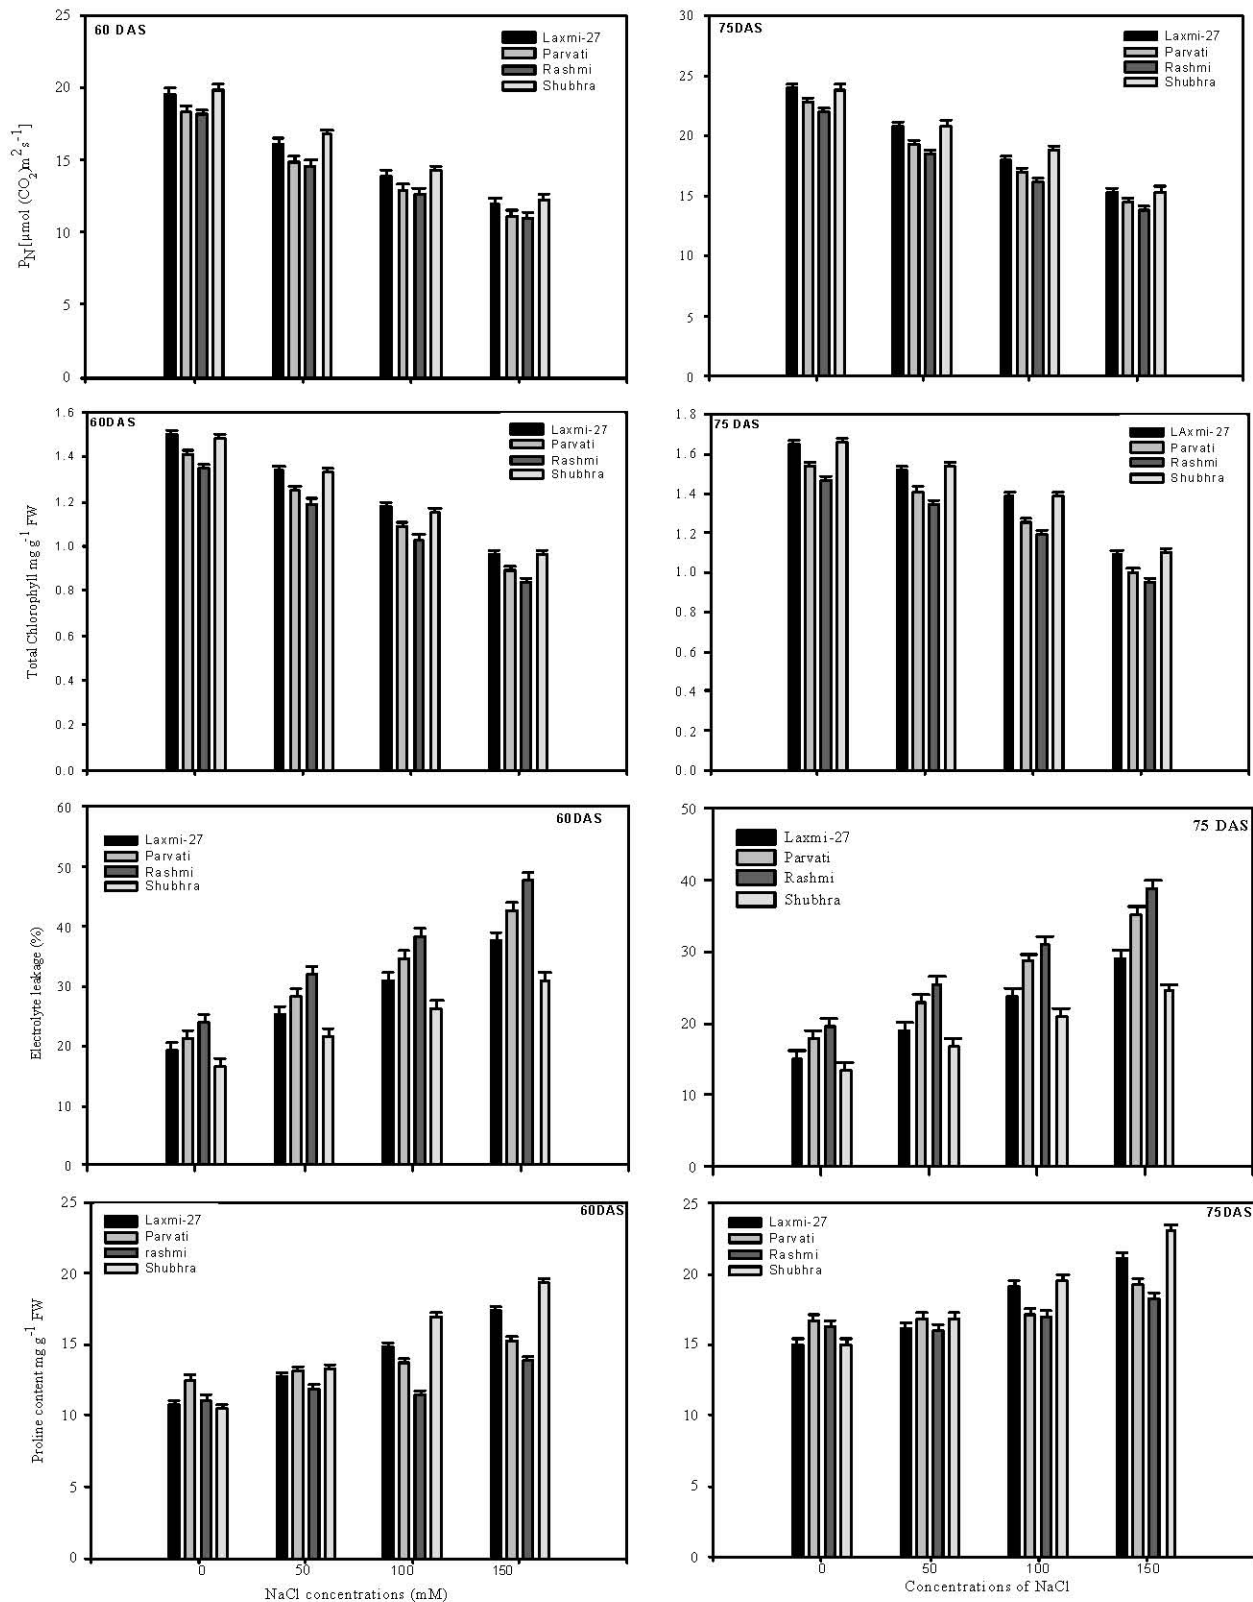 60 DAS
Laxmi-27
Parvati
Rashmi
Shubhra
25
20
15
10
5
0
PN[µmol (CO2)m2s-1]
75DAS
Laxmi-27
Parvati
Rashmi
Shubhra
30
25
20
15
10
5
0
60DAS
Laxmi-27
Parvati
Rashmi
Shubhra
1.6
1.4
1.2
1.0
0.8
0.6
0.4
0.2
0.0
Total Chlorophyll mg g-1 FW
75 DAS
LAxmi-27
Parvati
Rashmi
Shubhra
1.8
1.6
1.4
1.2
1.0
0.8
0.6
0.4
0.2
0.0
60DAS
Laxmi-27
Parvati
Rashmi
Shubhra
60
50
40
30
20
10
0
Electrolyte leakage (%)
75 DAS
Laxmi-27
Parvati
Rashmi
Shubhra
50
40
30
20
10
0
60DAS
Laxmi-27
Parvati
rashmi
Shubhra
25
20
15
10
5
0
Proline content mg g-1 FW
0 50 100 150
NaCl concentrations (mM)
75DAS
Laxmi-27
Parvati
Rashmi
Shubhra
25
20
15
10
5
0
0 50 100 150
Concentrations of NaCl